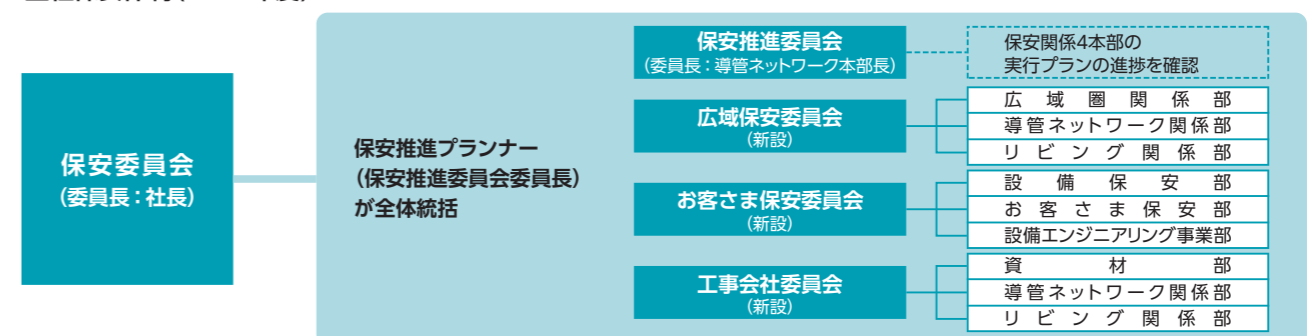 保安委員会
(委員長：社長)
保安推進プランナー
(保安推進委員会委員長)
が全体統括
保安推進委員会
(委員長：導管ネットワーク本部長)
保安関係4本部の
実行プランの進捗を確認
広域保安委員会
(新設)
広域圏関係部
導管ネットワーク関係部
リビング関係部
お客さま保安委員会
(新設)
設備保安部
お客さま保安部
設備エンジニアリング事業部
工事会社委員会
(新設)
資材部
導管ネットワーク関係部
リビング関係部